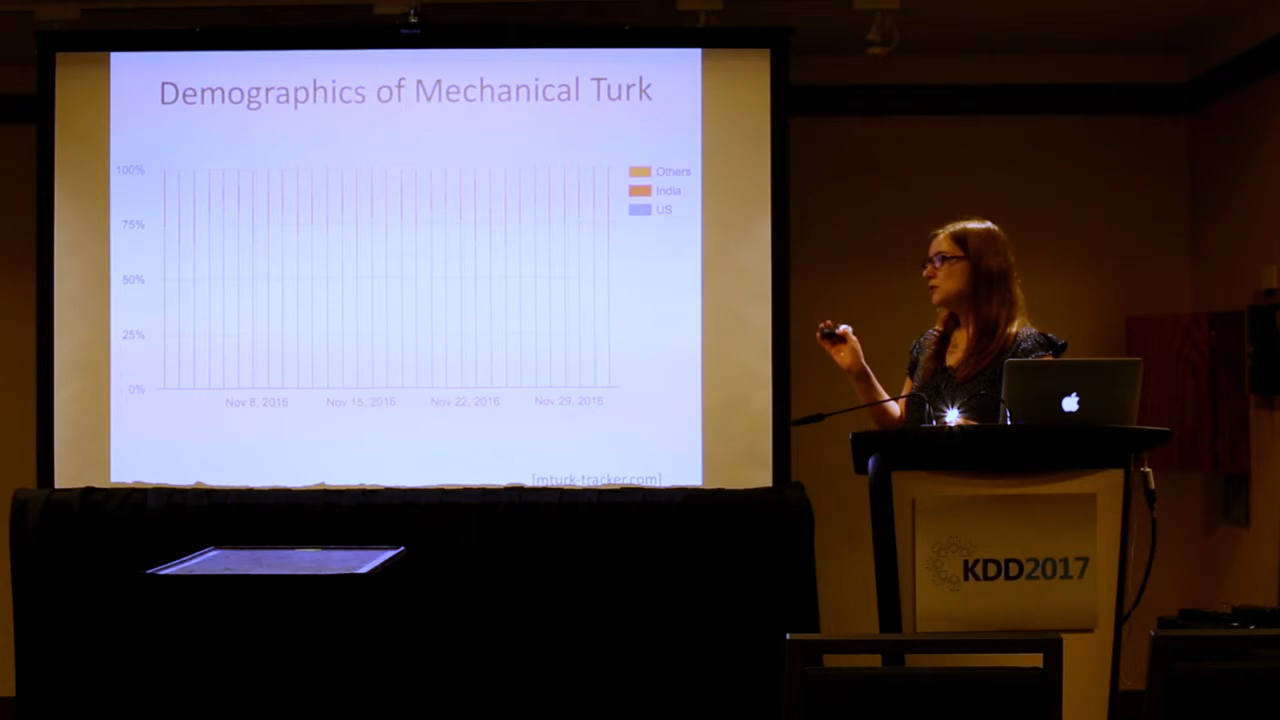 Demographics of Mechanical Turk
100%
75%
50%
25%
0%
Others
India
US
Nov 8, 2016
Nov 15, 2016
Nov 22, 2016
Nov 29, 2016
[mturk-tracker.com]
KDD2017